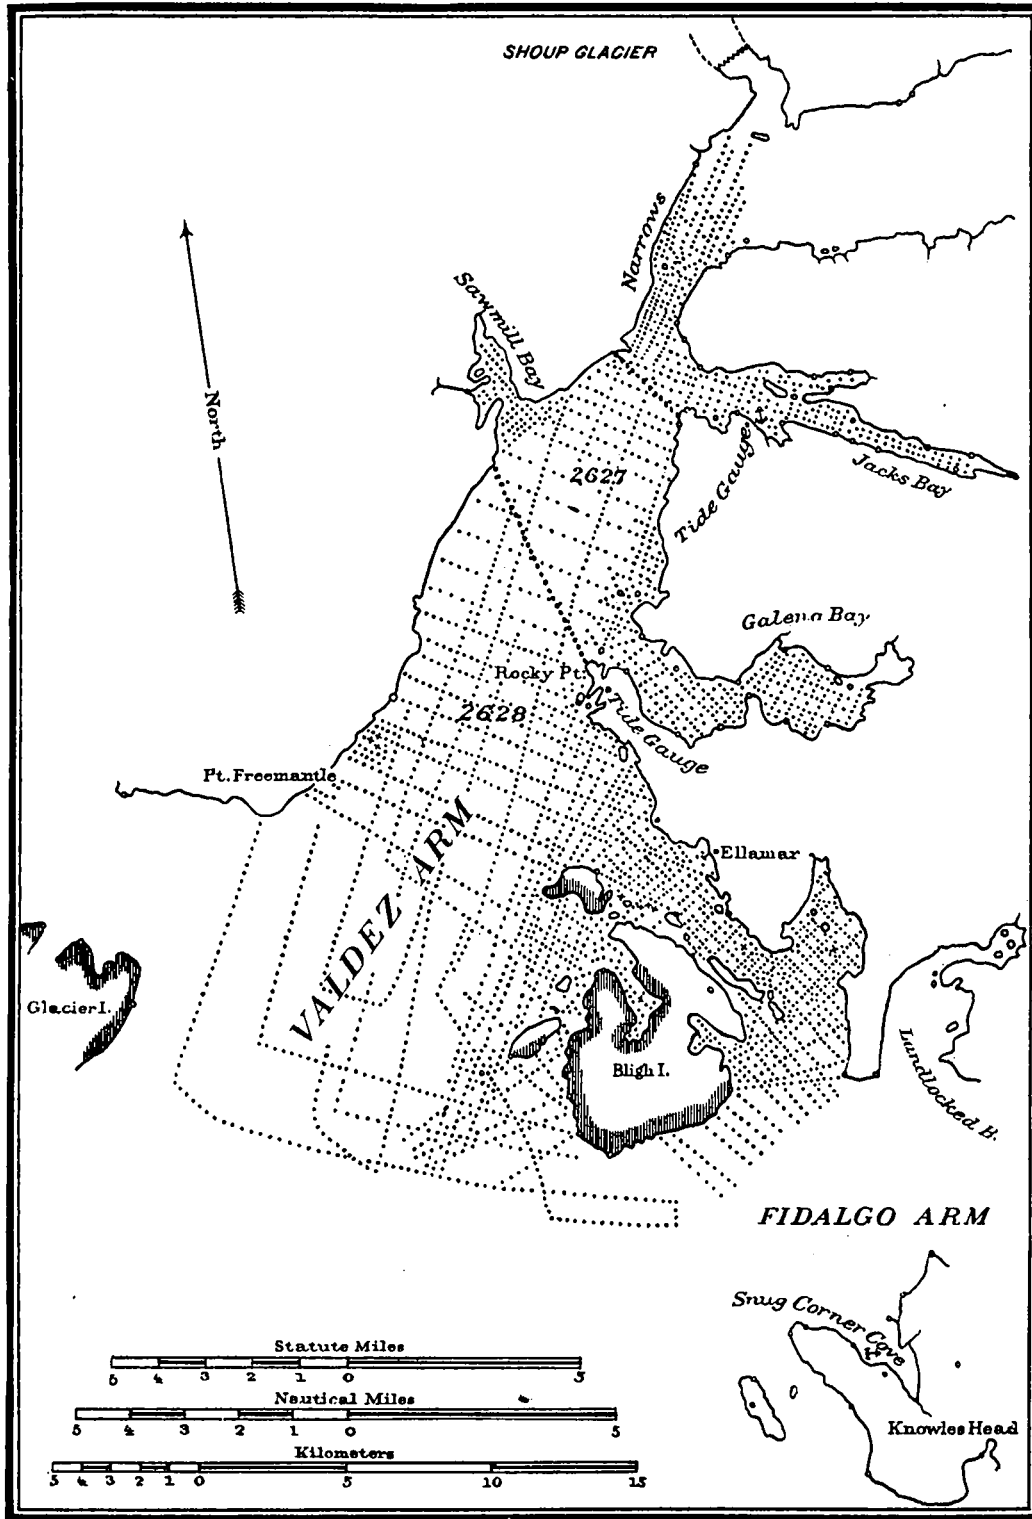 SHOUP GLACIER
Narrows
Sawmill Bay
North
2627
Tide Gauge
Jacks Bay
Galena Bay
Rocky Pt.
2628
Tide Gauge
Pt. Freemantle
VALDEZ ARM
Ellamar
Glacier I.
Bligh I.
Landlocked B.
FIDALGO ARM
Snug Corner Cove
Knowles Head
Statute Miles
5 4 3 2 1 0 5
Nautical Miles
5 4 3 2 1 0 5
Kilometers
5 4 3 2 1 0 5 10 15